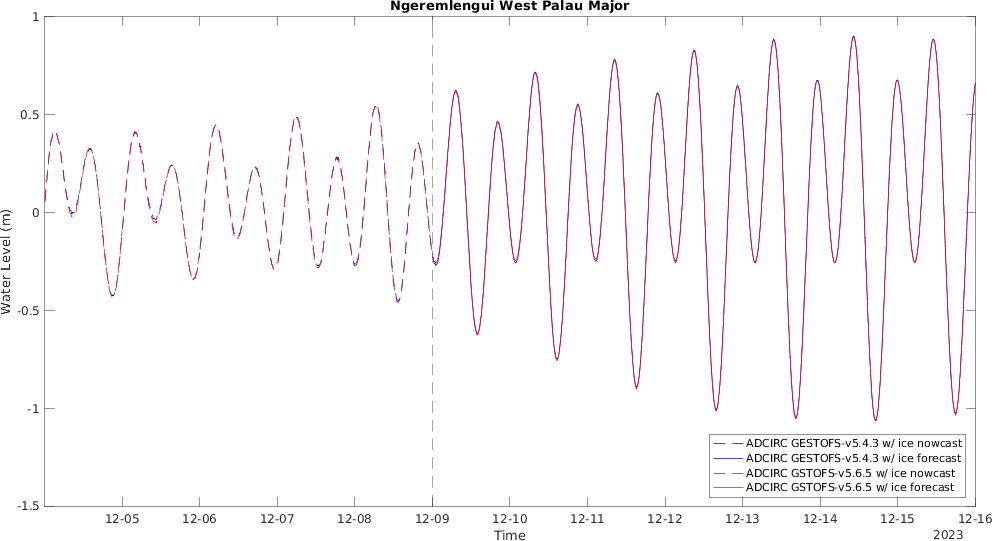 Ngeremlengui West Palau Major
1
0.5
0
-0.5
-1
-1.5
Water Level (m)
ADCIRC GESTOFS-v5.4.3 w/ ice nowcast
ADCIRC GESTOFS-v5.4.3 w/ ice forecast
ADCIRC GSTOFS-v5.6.5 w/ ice nowcast
ADCIRC GSTOFS-v5.6.5 w/ ice forecast
12-05 12-06 12-07 12-08 12-09 12-10 12-11 12-12 12-13 12-14 12-15 12-16
Time
2023